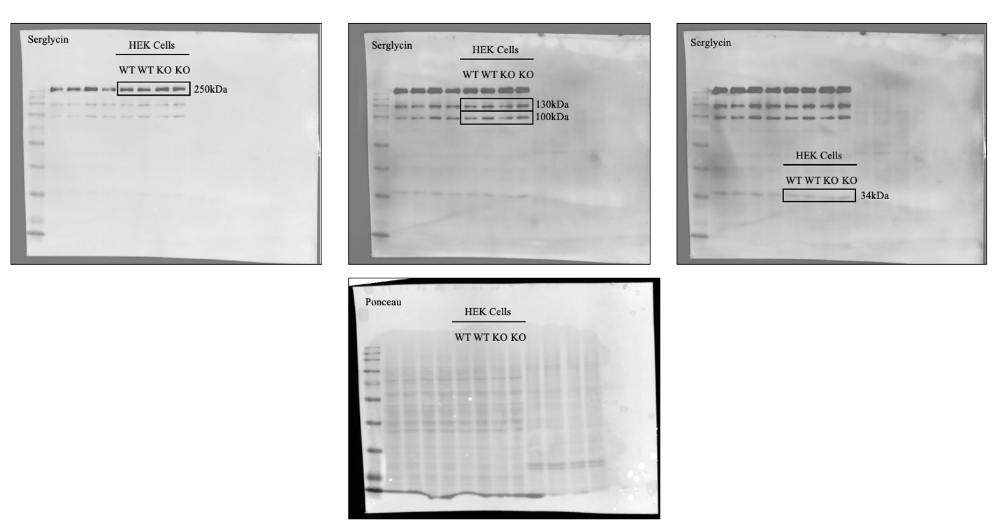 Serglycin
HEK Cells
WT WT KO KO
250kDa
Serglycin
HEK Cells
WT WT KO KO
130kDa
100kDa
Serglycin
HEK Cells
WT WT KO KO
34kDa
Ponceau
HEK Cells
WT WT KO KO